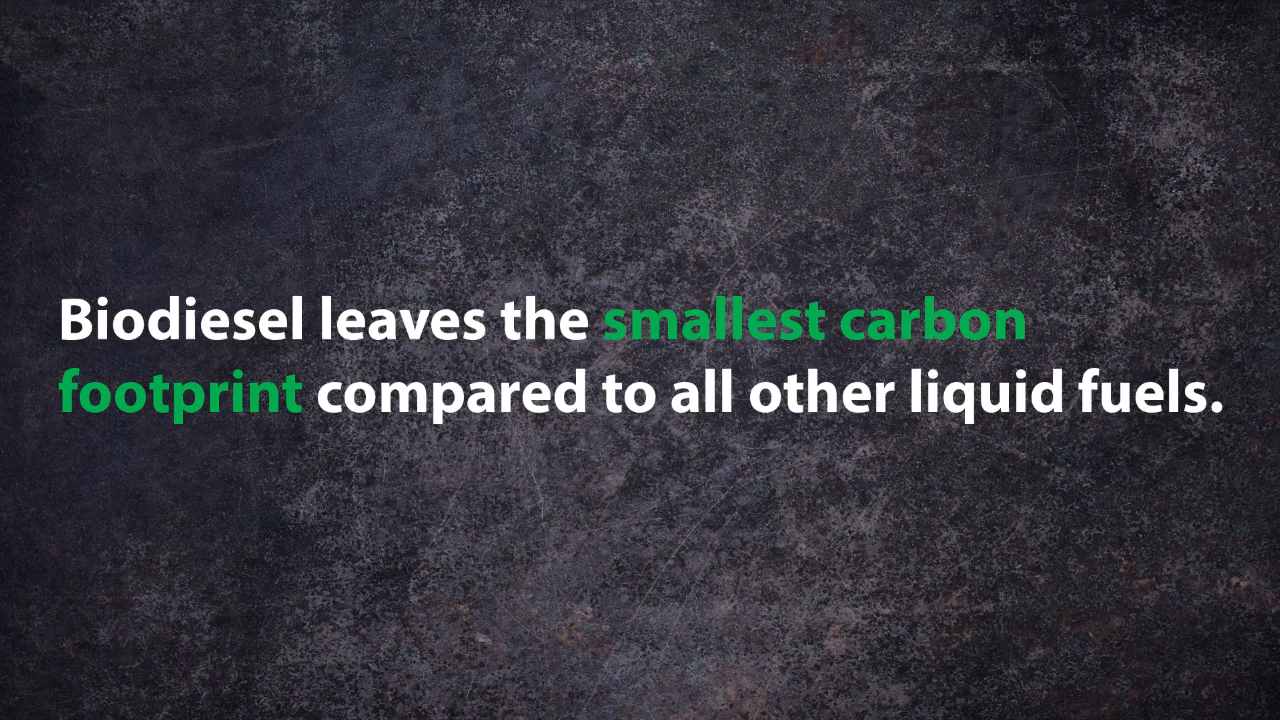 Biodiesel leaves the smallest carbon
footprint compared to all other liquid fuels.